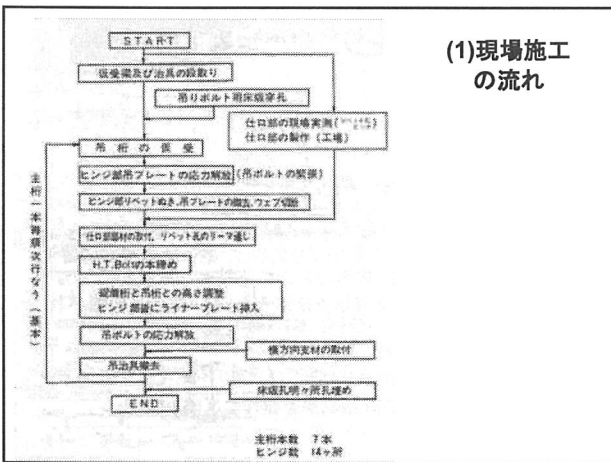 (1)現場施工
の流れ
START
仮受梁及び治具の段取り
吊りボルト用床版穿孔
仕口部の現場実測
仕口部の製作 (工場)
吊桁の仮受
ヒンジ部吊プレートの応力解放 (吊ボルトの緊張)
ヒンジ部リベットぬき、吊プレートの撤去、ウェブ切断
仕口部部材の取付、リベット孔のリーマ通し
H.T.Boltの本締め
碇着桁と吊桁との高さ調整
ヒンジ部沓にライナープレート挿入
吊ボルトの応力解放
横方向支材の取付
吊治具撤去
床版孔明ヶ所孔埋め
END
主桁一本毎順次行なう(基本)
主桁本数 7本
ヒンジ数 14ヶ所